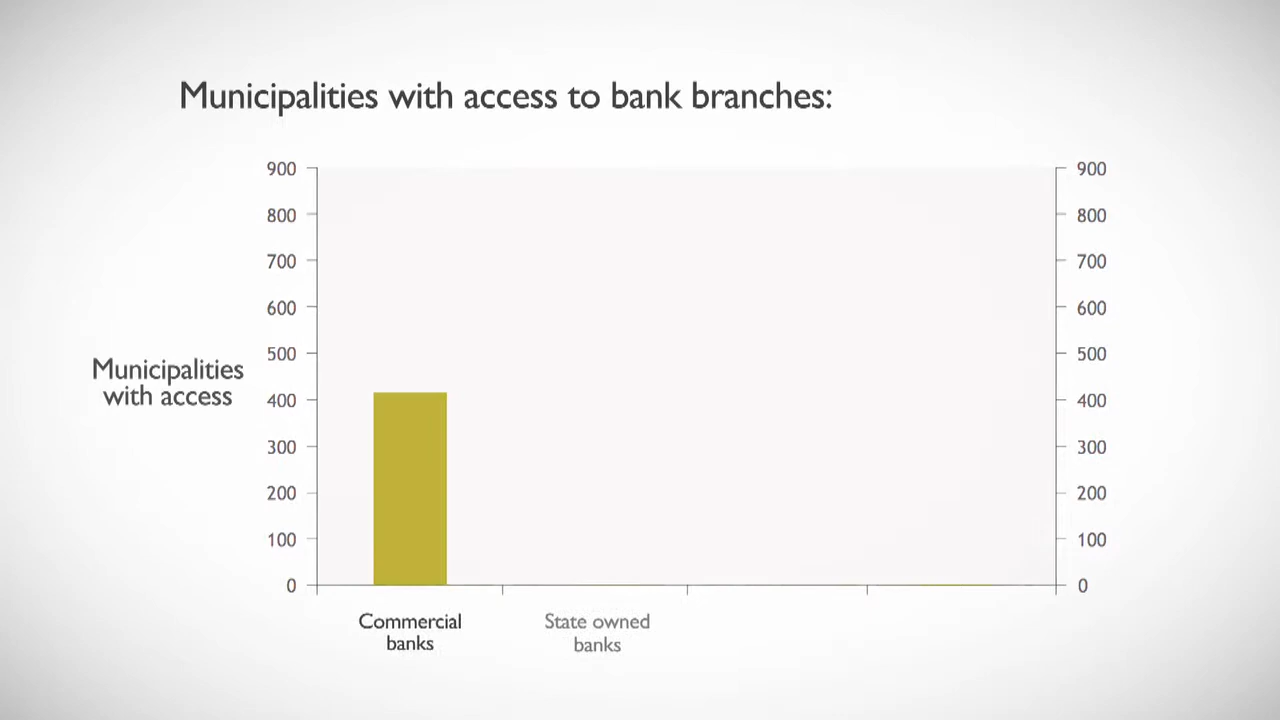 Municipalities with access to bank branches:
900 900
800 800
700 700
600 600
500 500
Municipalities
with access
400 400
300 300
200 200
100 100
0 0
Commercial
banks
State owned
banks